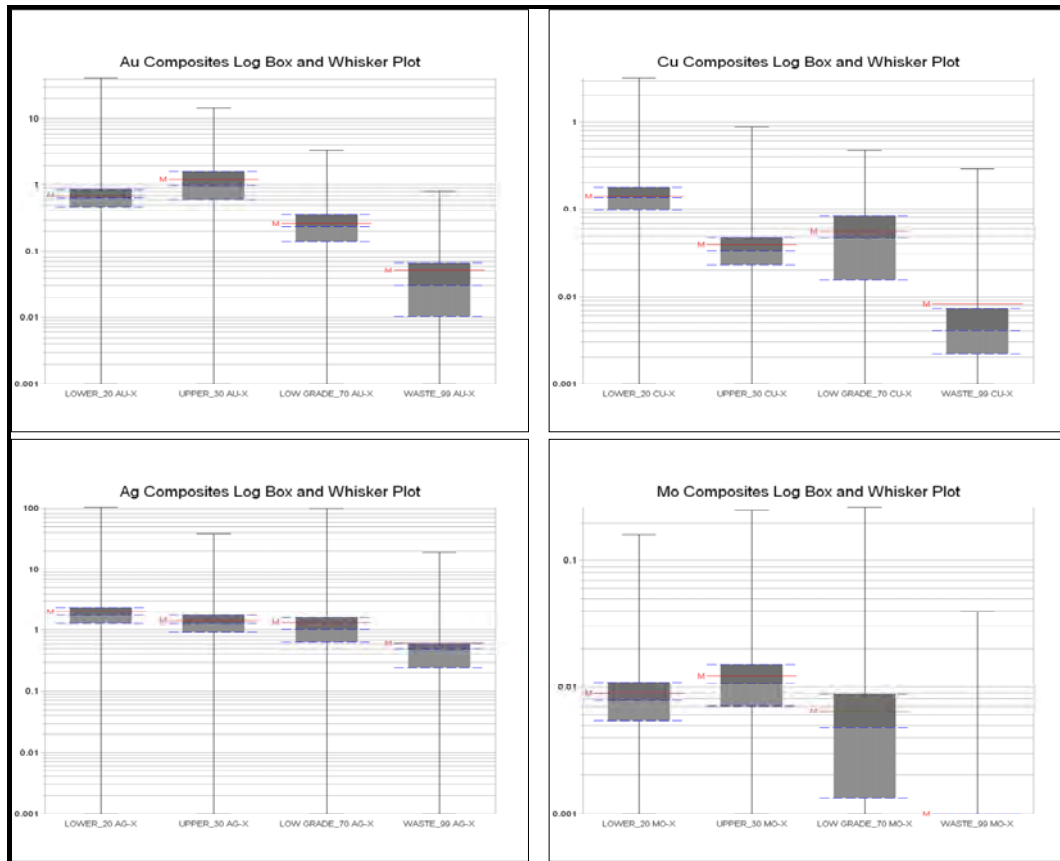 Au Composites Log Box and Whisker Plot
10
1
0.1
0.01
0.001
M
M
M
M
LOWER_20 AU-X UPPER_30 AU-X LOW GRADE_70 AU-X WASTE_99 AU-X
Cu Composites Log Box and Whisker Plot
1
0.1
0.01
0.001
M
M
M
M
LOWER_20 CU-X UPPER_30 CU-X LOW GRADE_70 CU-X WASTE_99 CU-X
Ag Composites Log Box and Whisker Plot
100
10
1
0.1
0.01
0.001
M
M
M
M
LOWER_20 AG-X UPPER_30 AG-X LOW GRADE_70 AG-X WASTE_99 AG-X
Mo Composites Log Box and Whisker Plot
0.1
0.01
0.001
M
M
M
M
LOWER_20 MO-X UPPER_30 MO-X LOW GRADE_70 MO-X WASTE_99 MO-X